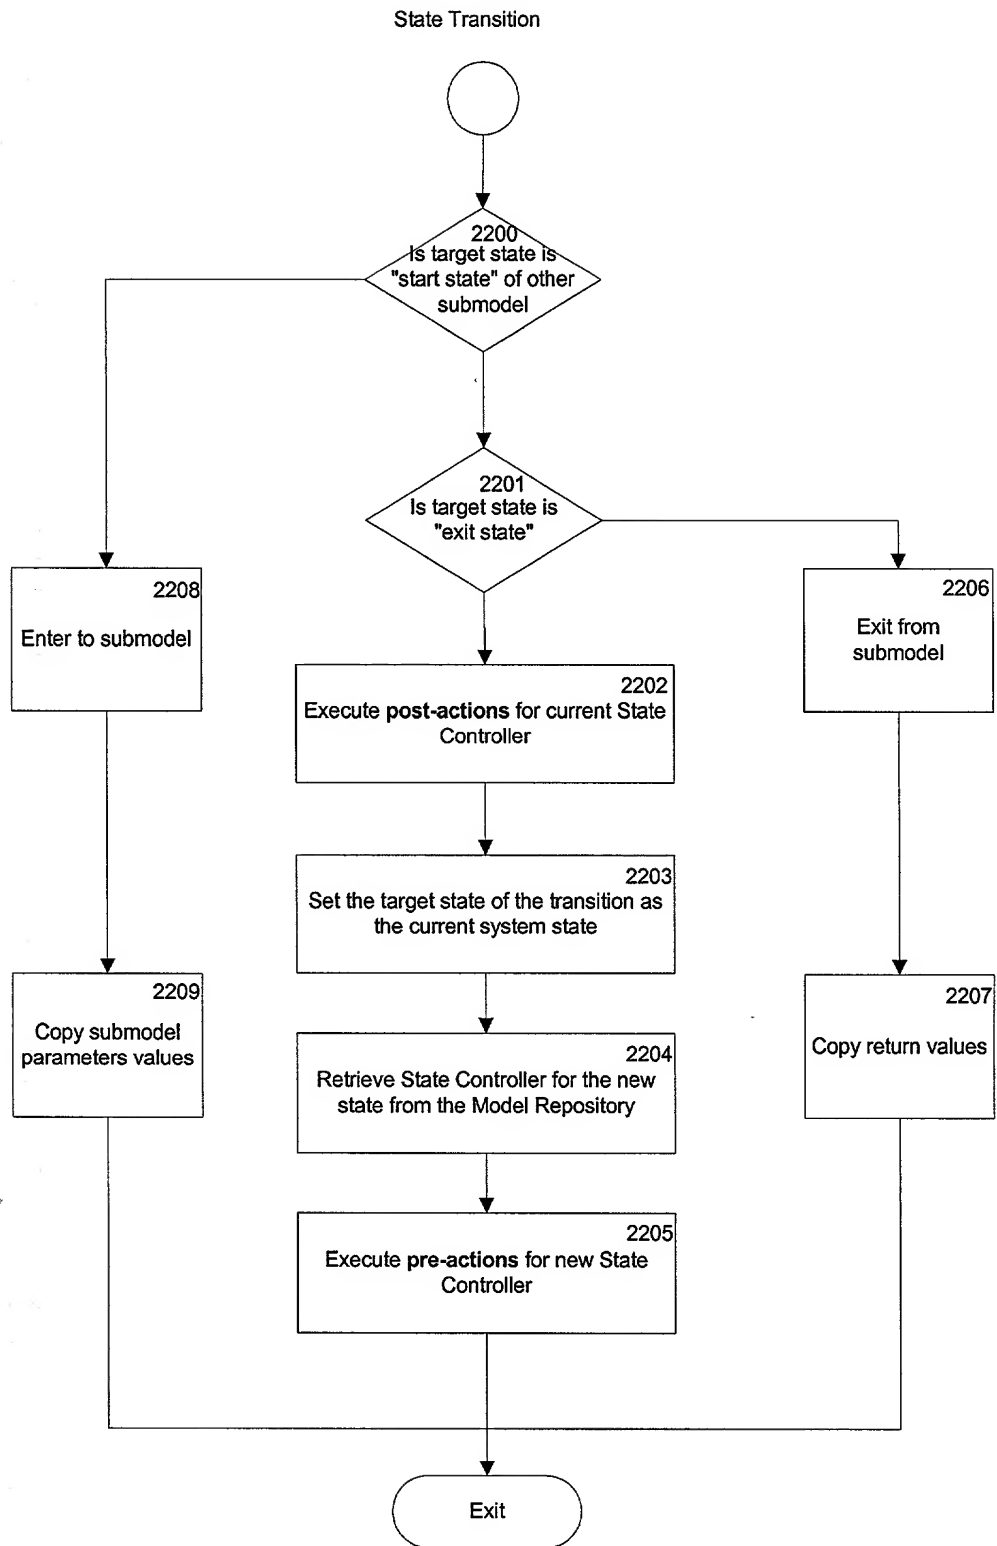 State Transition
2200
Is target state is
"start state" of other
submodel
2201
Is target state is
"exit state"
2208
Enter to submodel
2206
Exit from
submodel
2202
Execute post-actions for current State
Controller
2203
Set the target state of the transition as
the current system state
2209
Copy submodel
parameters values
2207
Copy return values
2204
Retrieve State Controller for the new
state from the Model Repository
2205
Execute pre-actions for new State
Controller
Exit